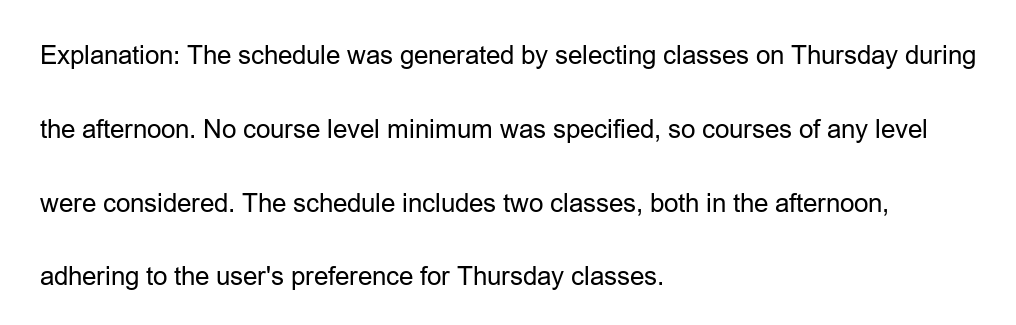 Explanation: The schedule was generated by selecting classes on Thursday during
the afternoon. No course level minimum was specified, so courses of any level
were considered. The schedule includes two classes, both in the afternoon,
adhering to the user's preference for Thursday classes.